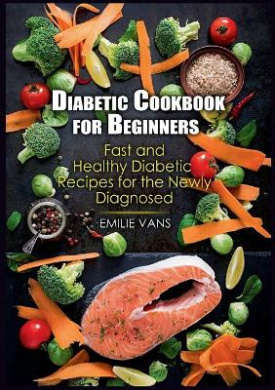 DIABETIC COOKBOOK
FOR BEGINNERS
Fast and
Healthy Diabetic
Recipes for the Newly
Diagnosed
EMILIE VANS